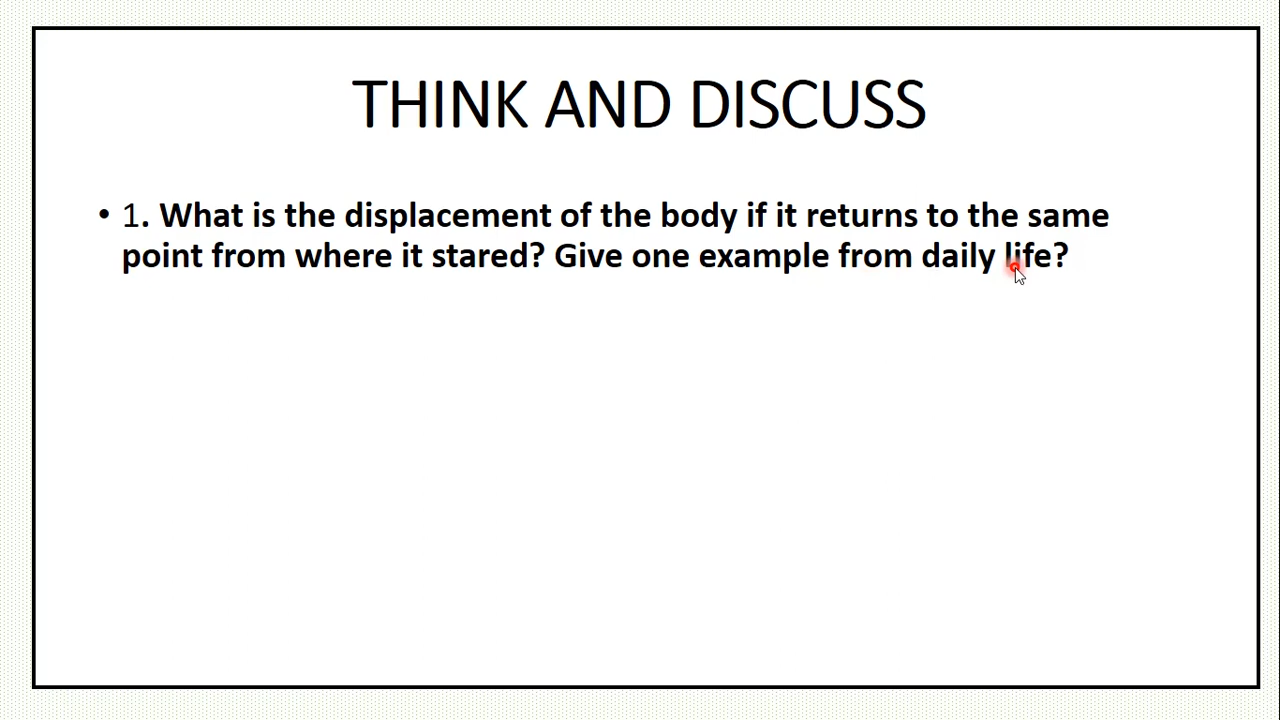 THINK AND DISCUSS
• 1. What is the displacement of the body if it returns to the same
point from where it stared? Give one example from daily life?